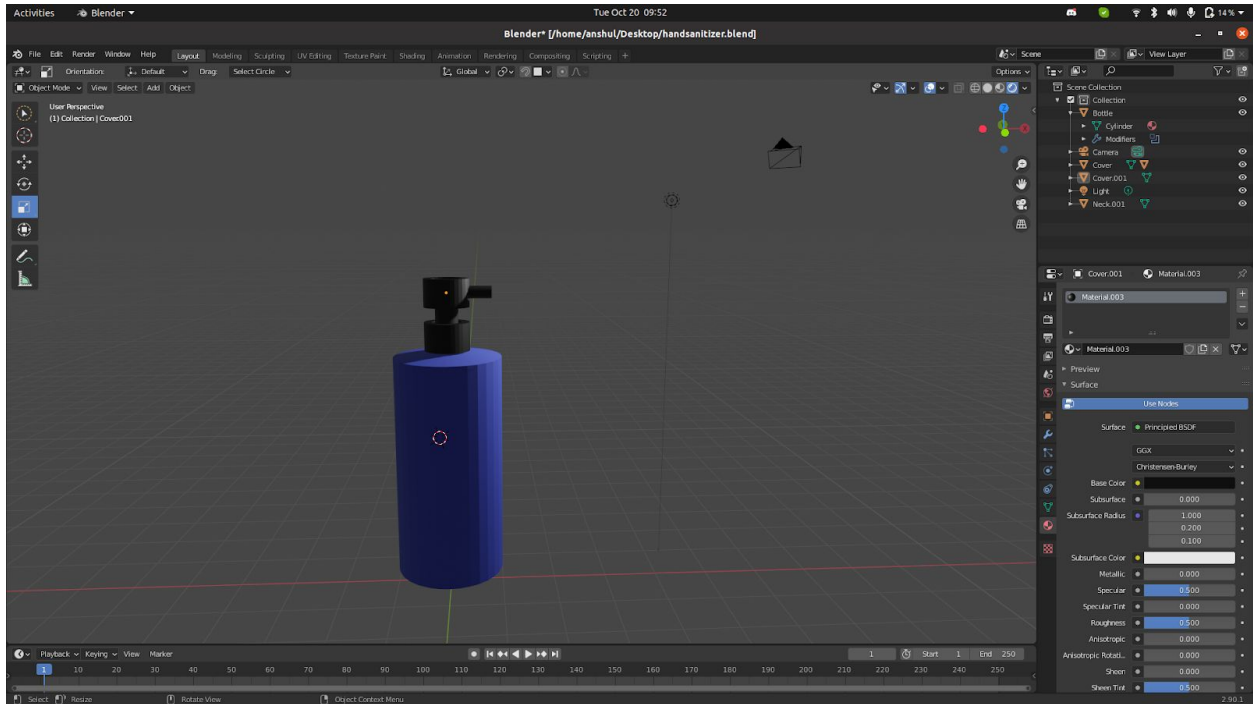 Activities Blender Tue Oct 20 09:52 14 %
Blender* [/home/anshul/Desktop/handsanitizer.blend]
File Edit Render Window Help Layout Modeling Sculpting UV Editing Texture Paint Shading Animation Rendering Compositing Scripting + Scene View Layer
Orientation: Default Drag: Select Circle Global Options
Object Mode View Select Add Object
User Perspective
(1) Collection | Cover.001
Z
X
Scene Collection
Collection
Bottle
Cylinder
Modifiers
Camera
Cover
Cover.001
Light
Neck.001
Cover.001 Material.003
Material.003
Material.003
Preview
Surface
Use Nodes
Surface Principled BSDF
GGX
Christensen-Burley
Base Color
Subsurface 0.000
Subsurface Radius 1.000
0.200
0.100
Subsurface Color
Metallic 0.000
Specular 0.500
Specular Tint 0.000
Roughness 0.500
Anisotropic 0.000
Anisotropic Rotati... 0.000
Sheen 0.000
Sheen Tint 0.500
Playback Keying View Marker 1 Start 1 End 250
1 10 20 30 40 50 60 70 80 90 100 110 120 130 140 150 160 170 180 190 200 210 220 230 240 250
Select Resize Rotate View Object Context Menu 2.90.1